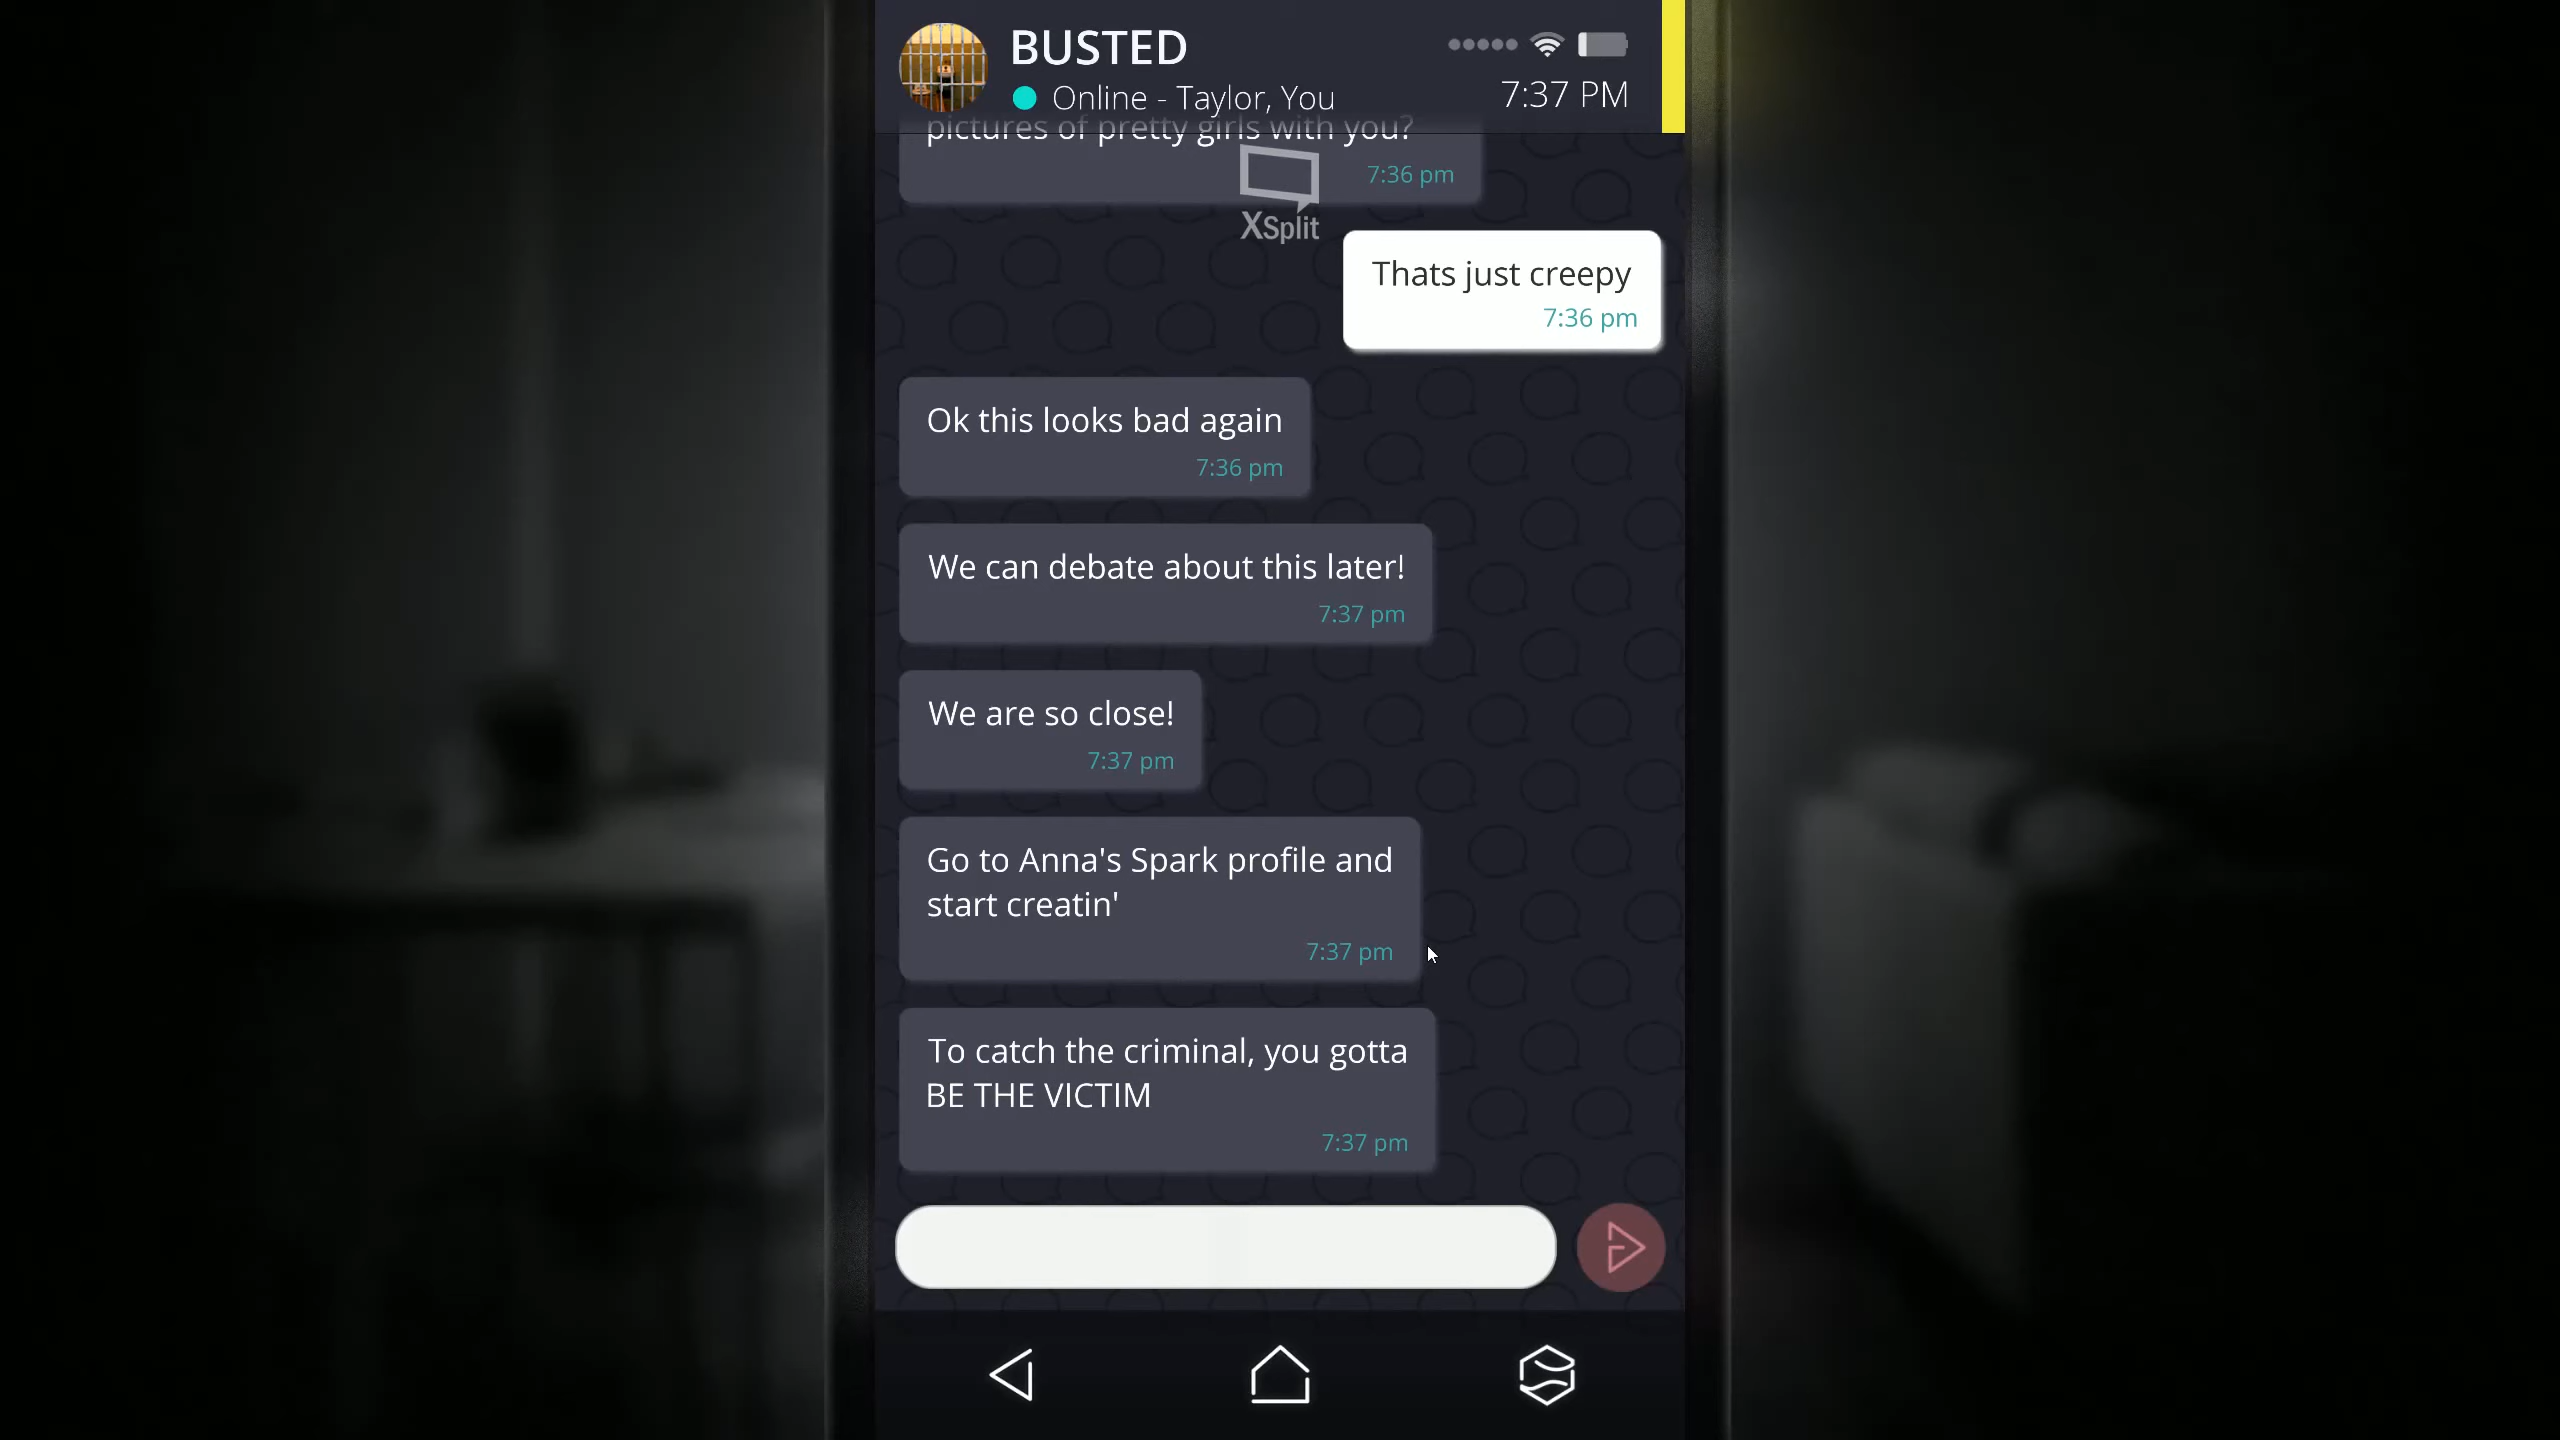 BUSTED
Online - Taylor, You
7:37 PM
pictures of pretty girls with you?
7:36 pm
XSplit
Thats just creepy
7:36 pm
Ok this looks bad again
7:36 pm
We can debate about this later!
7:37 pm
We are so close!
7:37 pm
Go to Anna's Spark profile and
start creatin'
7:37 pm
To catch the criminal, you gotta
BE THE VICTIM
7:37 pm